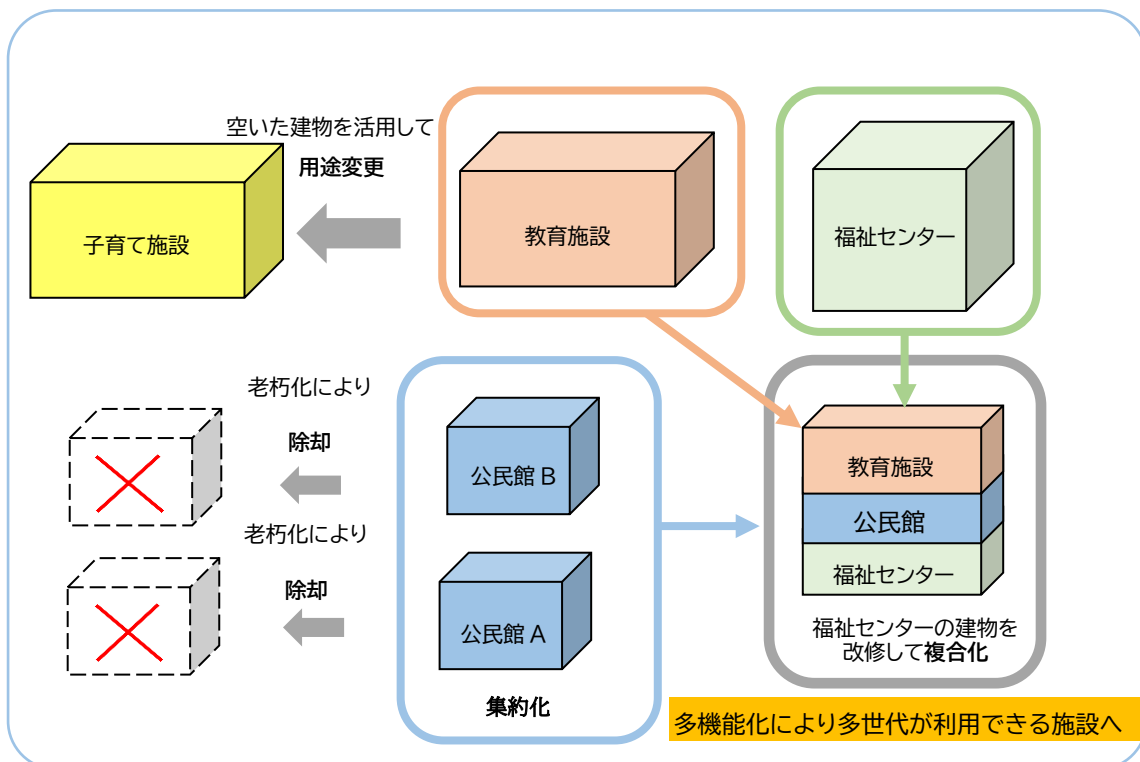 空いた建物を活用して
用途変更
子育て施設
教育施設
福祉センター
老朽化により
除却
老朽化により
除却
公民館 B
公民館 A
集約化
教育施設
公民館
福祉センター
福祉センターの建物を
改修して複合化
多機能化により多世代が利用できる施設へ